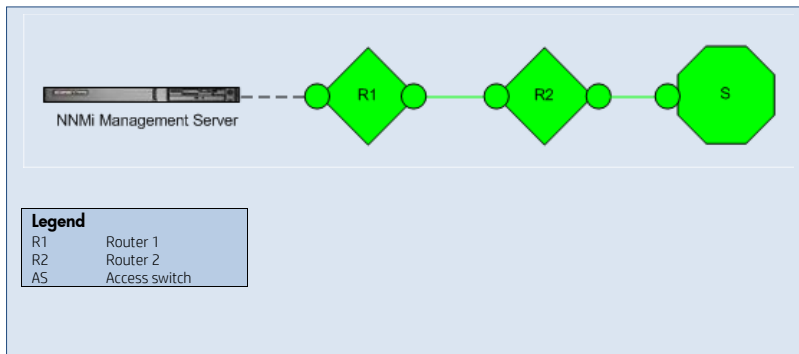 R1
R2
S
NNMi Management Server
Legend
R1 Router 1
R2 Router 2
AS Access switch